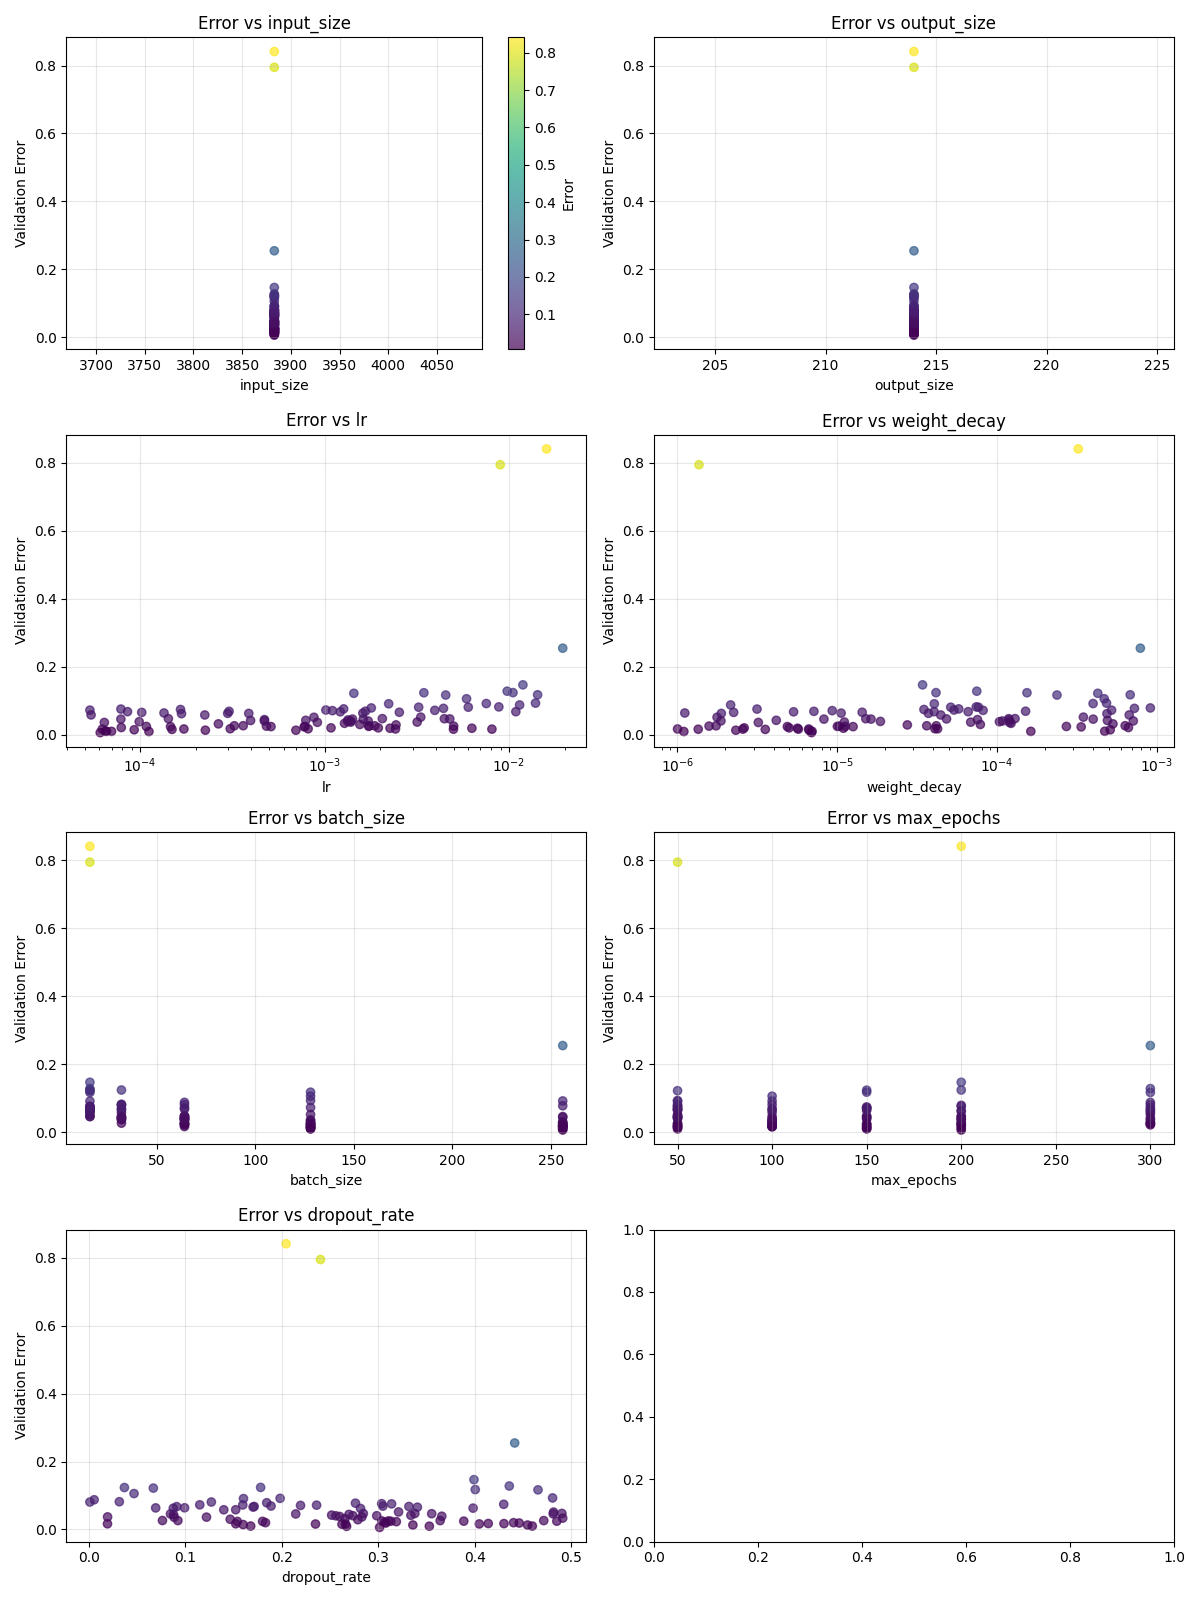 Error vs input_size
Validation Error
0.8
0.6
0.4
0.2
0.0
3700 3750 3800 3850 3900 3950 4000 4050
input_size
0.8
0.7
0.6
0.5
0.4
0.3
0.2
0.1
Error
Error vs output_size
Validation Error
0.8
0.6
0.4
0.2
0.0
205 210 215 220 225
output_size
Error vs lr
Validation Error
0.8
0.6
0.4
0.2
0.0
10⁻⁴ 10⁻³ 10⁻²
lr
Error vs weight_decay
Validation Error
0.8
0.6
0.4
0.2
0.0
10⁻⁶ 10⁻⁵ 10⁻⁴ 10⁻³
weight_decay
Error vs batch_size
Validation Error
0.8
0.6
0.4
0.2
0.0
50 100 150 200 250
batch_size
Error vs max_epochs
Validation Error
0.8
0.6
0.4
0.2
0.0
50 100 150 200 250 300
max_epochs
Error vs dropout_rate
Validation Error
0.8
0.6
0.4
0.2
0.0
0.0 0.1 0.2 0.3 0.4 0.5
dropout_rate
1.0
0.8
0.6
0.4
0.2
0.0
0.0 0.2 0.4 0.6 0.8 1.0